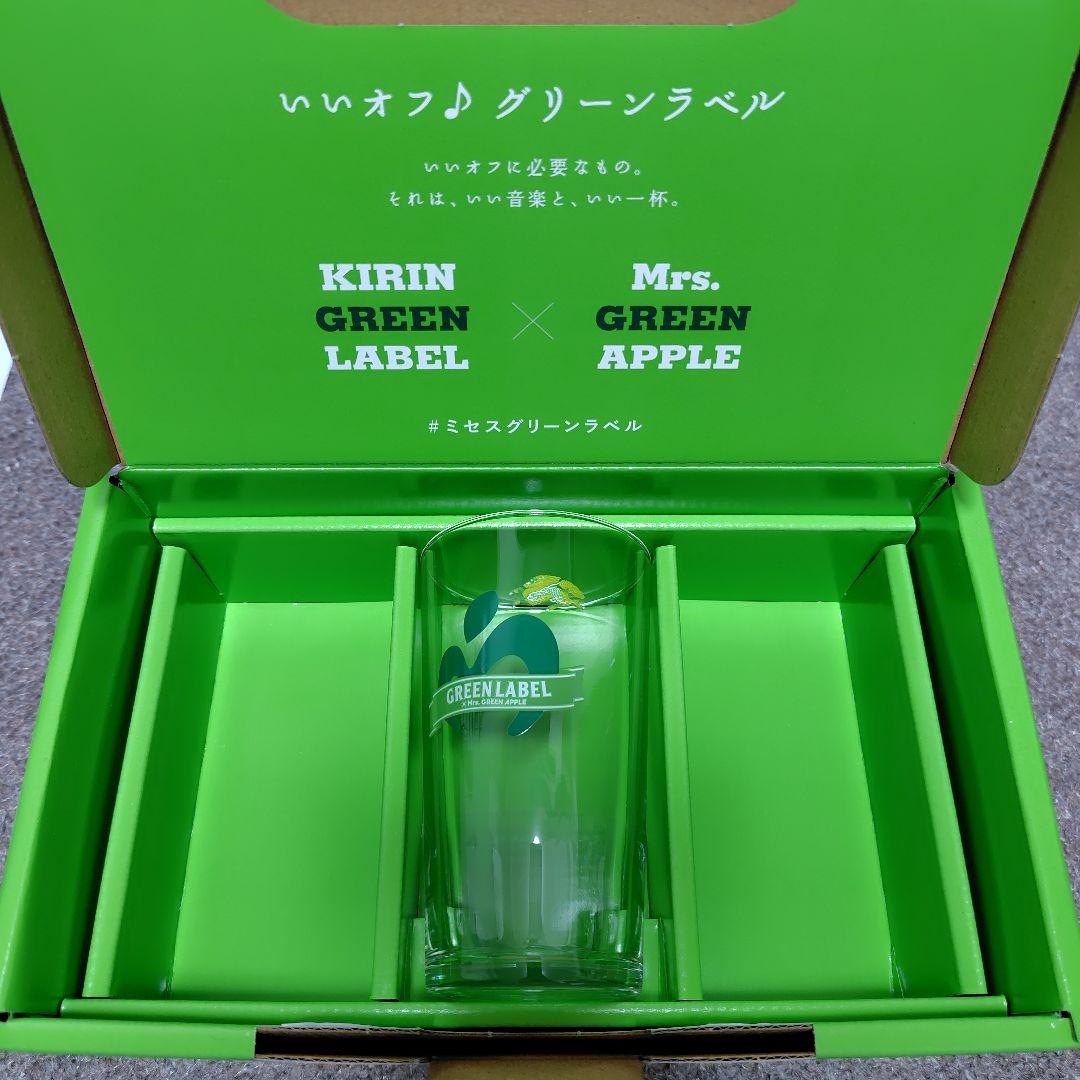 いいオフ♪ グリーンラベル
いいオフに必要なもの。
それは、いい音楽と、いい一杯。
KIRIN
GREEN
LABEL
×
Mrs.
GREEN
APPLE
#ミセスグリーンラベル
GREEN LABEL
× Mrs. GREEN APPLE